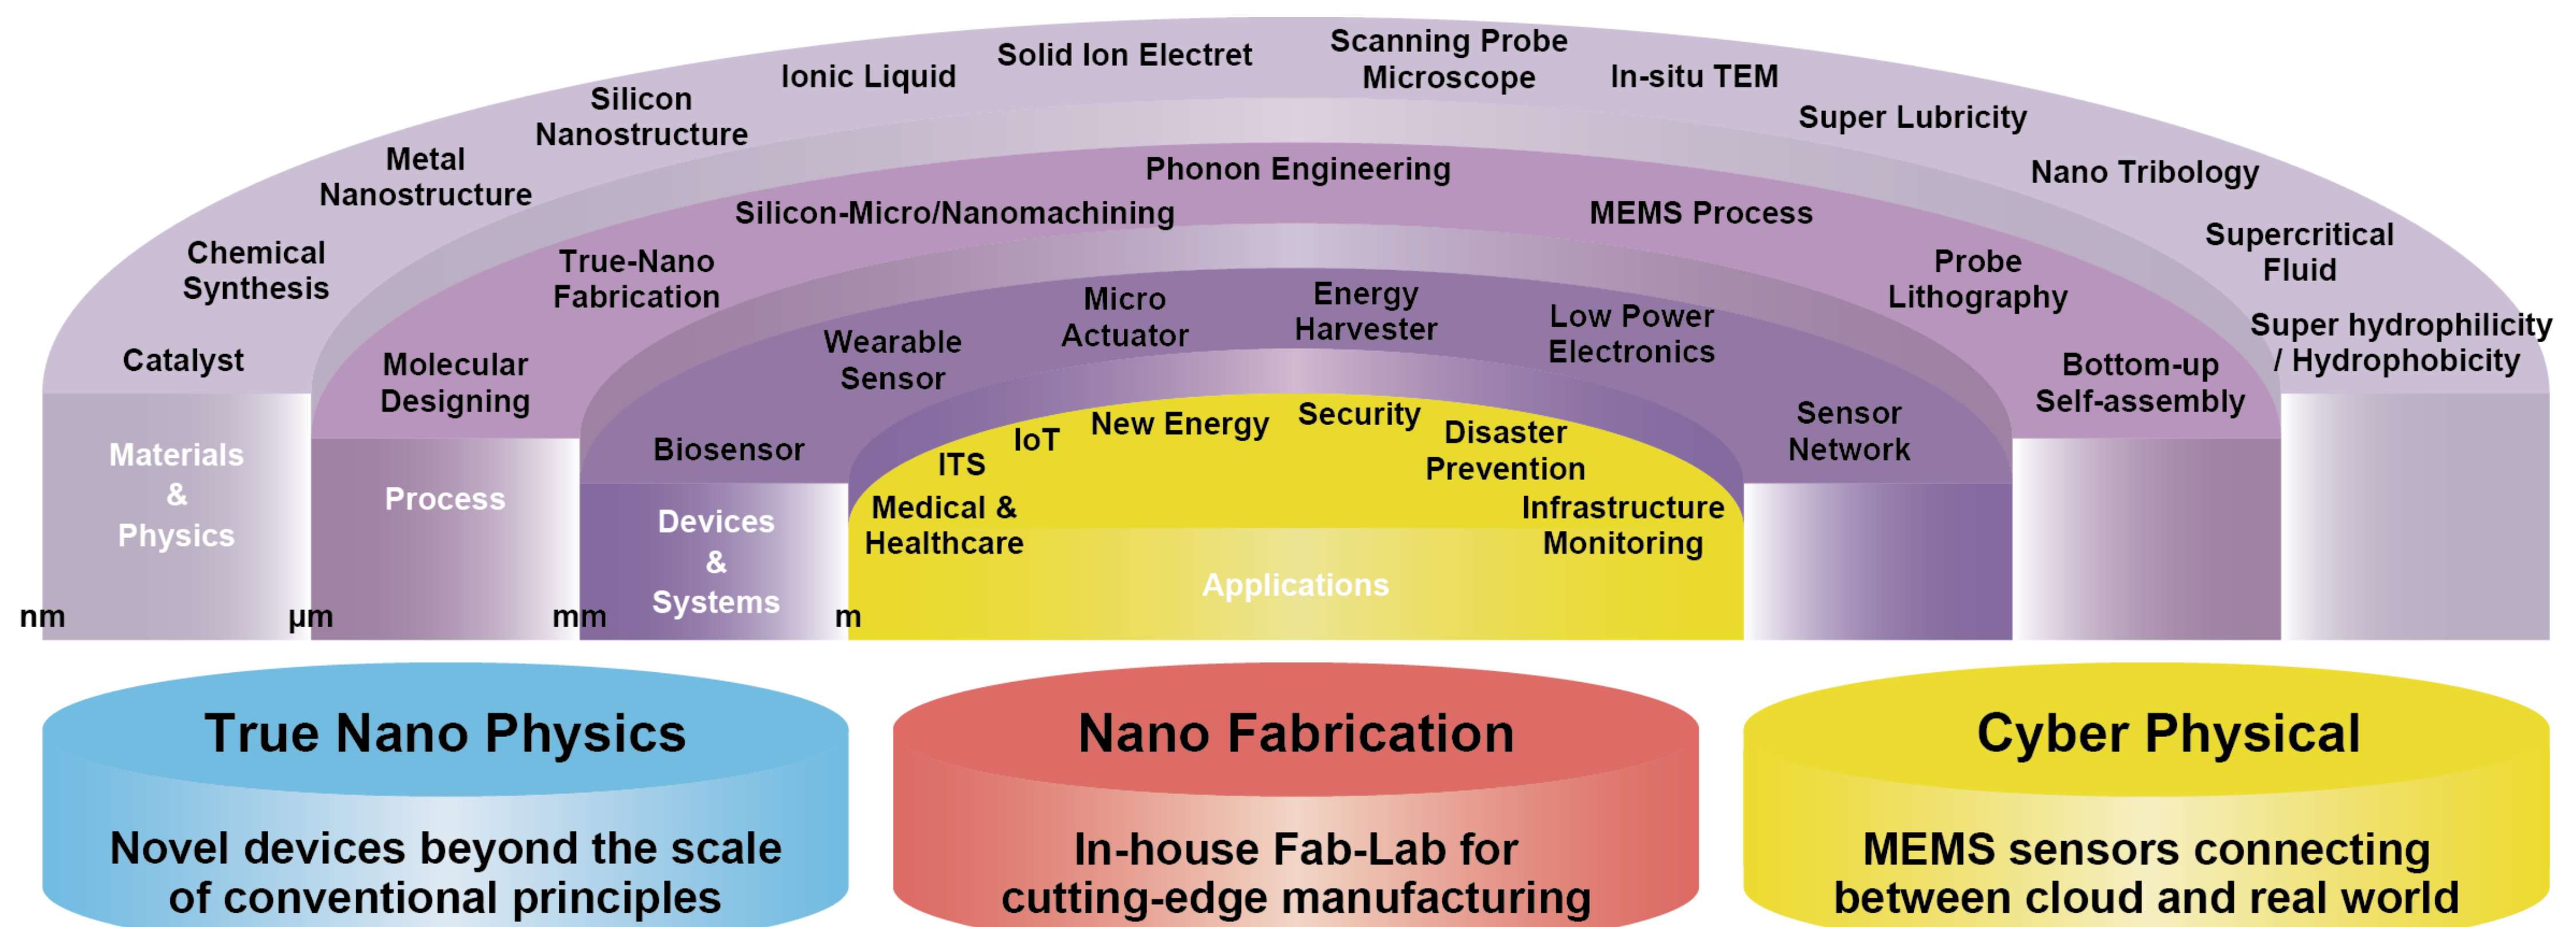 Solid Ion Electret
Scanning Probe
Microscope
Ionic Liquid
In-situ TEM
Silicon
Nanostructure
Super Lubricity
Metal
Nanostructure
Nano Tribology
Chemical
Synthesis
Supercritical
Fluid
Catalyst
Super hydrophilicity
/ Hydrophobicity
Phonon Engineering
Silicon-Micro/Nanomachining
MEMS Process
True-Nano
Fabrication
Probe
Lithography
Molecular
Designing
Bottom-up
Self-assembly
Micro
Actuator
Energy
Harvester
Low Power
Electronics
Wearable
Sensor
Biosensor
Sensor
Network
IoT
New Energy
Security
Disaster
Prevention
ITS
Medical &
Healthcare
Infrastructure
Monitoring
Materials
&
Physics
Process
Devices
&
Systems
Applications
nm
µm
mm
m
True Nano Physics
Novel devices beyond the scale
of conventional principles
Nano Fabrication
In-house Fab-Lab for
cutting-edge manufacturing
Cyber Physical
MEMS sensors connecting
between cloud and real world